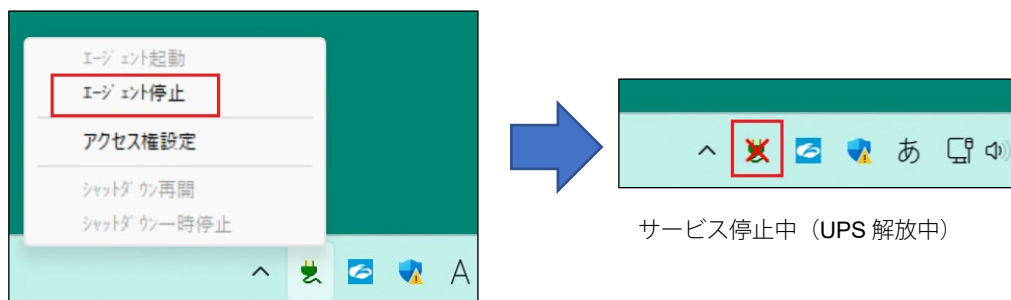 ｴｰｼﾞｪﾝﾄ起動
ｴｰｼﾞｪﾝﾄ停止
アクセス権設定
ｼｬｯﾄﾀﾞｳﾝ再開
ｼｬｯﾄﾀﾞｳﾝ一時停止
A
あ
サービス停止中（UPS 解放中）